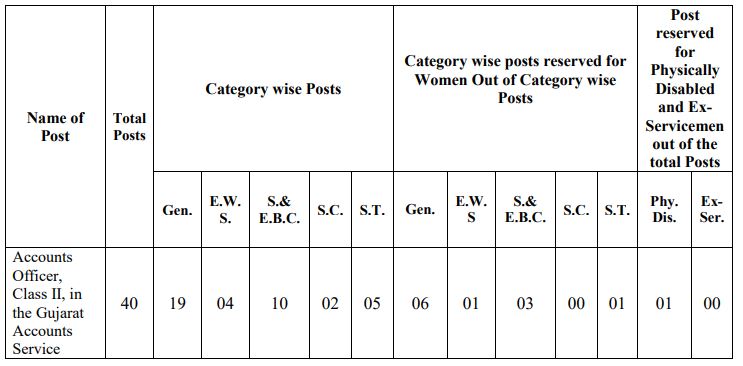 Name of
Post
Total
Posts
Category wise Posts
Category wise posts reserved for
Women Out of Category wise
Posts
Post
reserved
for
Physically
Disabled
and Ex-
Servicemen
out of the
total Posts
Gen.
E.W.
S.
S.&
E.B.C.
S.C.
S.T.
Gen.
E.W.
S
S.&
E.B.C.
S.C.
S.T.
Phy.
Dis.
Ex-
Ser.
Accounts
Officer,
Class II, in
the Gujarat
Accounts
Service
40
19
04
10
02
05
06
01
03
00
01
01
00